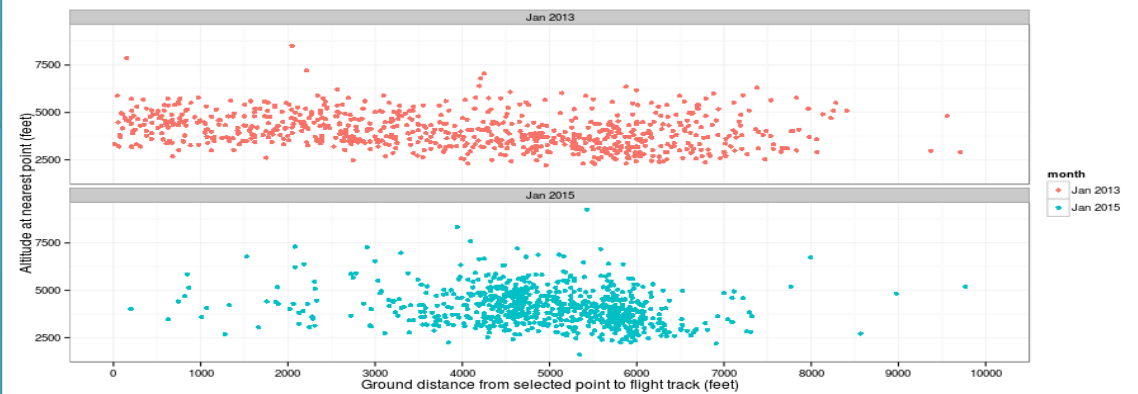 Jan 2013
7500
5000
2500
Jan 2015
7500
5000
2500
Altitude at nearest point (feet)
0 1000 2000 3000 4000 5000 6000 7000 8000 9000 10000
Ground distance from selected point to flight track (feet)
month
Jan 2013
Jan 2015